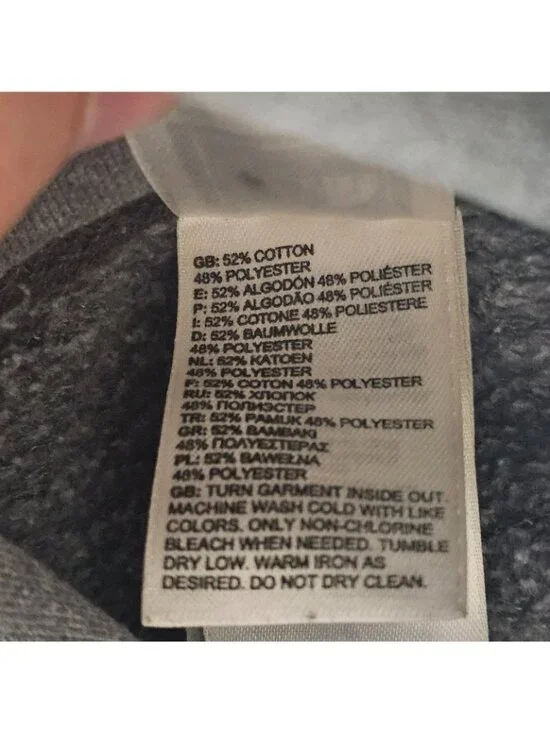 GB: 52% COTTON
48% POLYESTER
E: 52% ALGODÓN 48% POLIÉSTER
P: 52% ALGODÃO 48% POLIÉSTER
I: 52% COTONE 48% POLIESTERE
D: 52% BAUMWOLLE
48% POLYESTER
NL: 52% KATOEN
48% POLYESTER
F: 52% COTON 48% POLYESTER
RU: 52% ХЛОПОК
48% ПОЛИЭСТЕР
TR: 52% PAMUK 48% POLYESTER
GR: 52% ΒΑΜΒΑΚΙ
48% ΠΟΛΥΕΣΤΕΡΑΣ
PL: 52% BAWEŁNA
48% POLYESTER
GB: TURN GARMENT INSIDE OUT.
MACHINE WASH COLD WITH LIKE
COLORS. ONLY NON-CHLORINE
BLEACH WHEN NEEDED. TUMBLE
DRY LOW. WARM IRON AS
DESIRED. DO NOT DRY CLEAN.